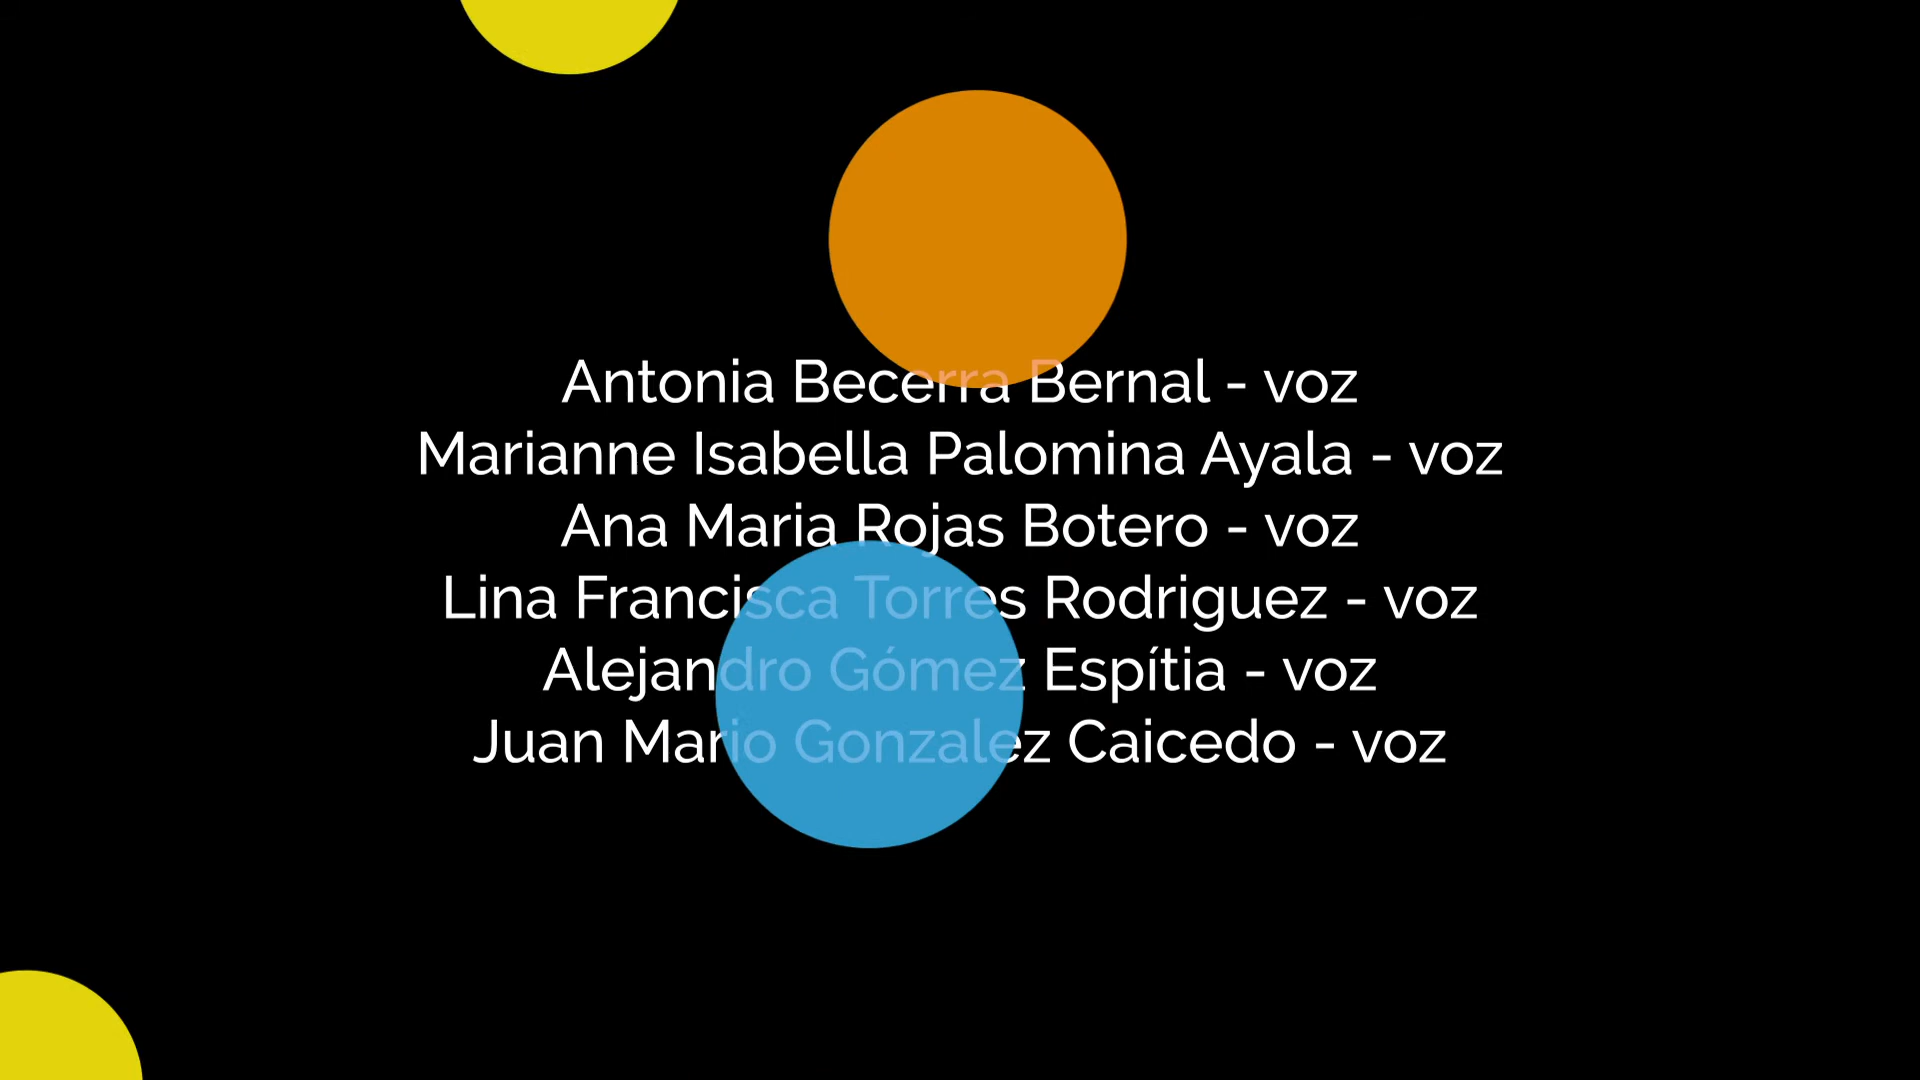 Antonia Becerra Bernal - voz
Marianne Isabella Palomina Ayala - voz
Ana Maria Rojas Botero - voz
Lina Francisca Torres Rodriguez - voz
Alejandro Gómez Espítia - voz
Juan Mario Gonzalez Caicedo - voz